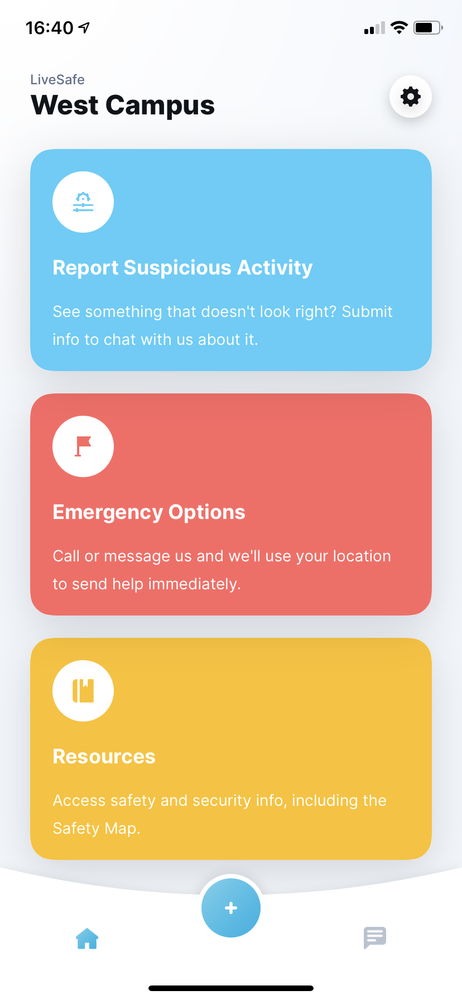 16:40
LiveSafe
West Campus
Report Suspicious Activity
See something that doesn't look right? Submit
info to chat with us about it.
Emergency Options
Call or message us and we'll use your location
to send help immediately.
Resources
Access safety and security info, including the
Safety Map.